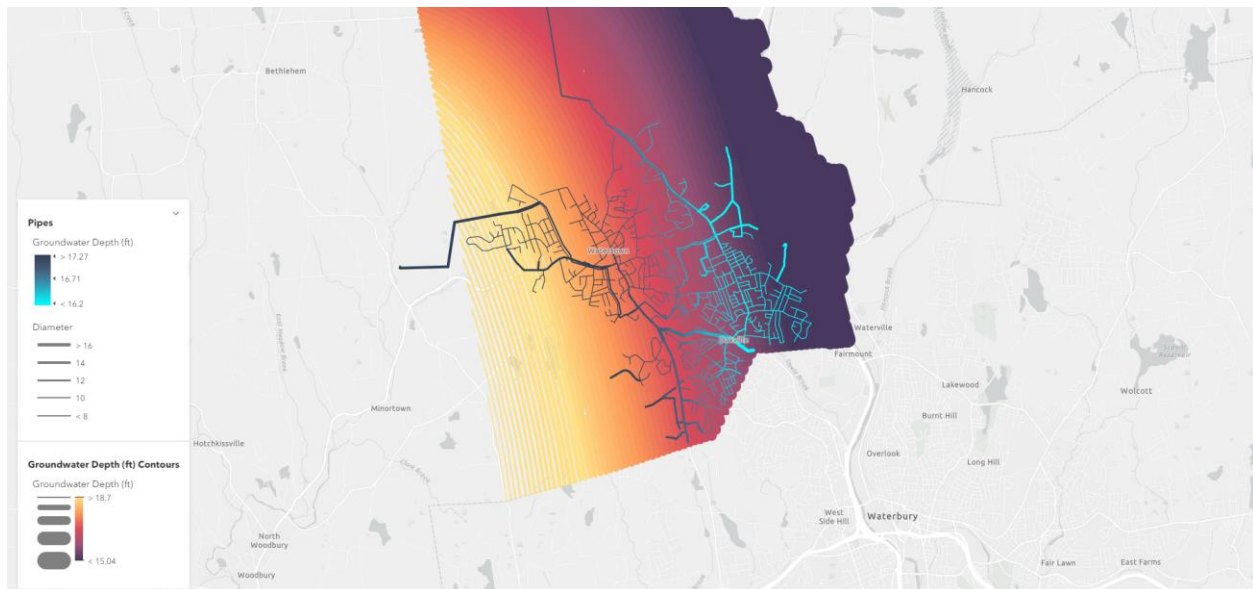 Bethlehem
Hancock
Pipes
Groundwater Depth (ft)
> 17.27
16.71
< 16.2
Diameter
> 16
14
12
10
< 8
Groundwater Depth (ft) Contours
Groundwater Depth (ft)
> 18.7
< 15.04
Watertown
Waterville
Fairmount
Lakewood
Wolcott
Minortown
Burnt Hill
Hotchkissville
Overlook
Long Hill
West
Side Hill
Waterbury
North
Woodbury
Woodbury
Fair Lawn
East Farms